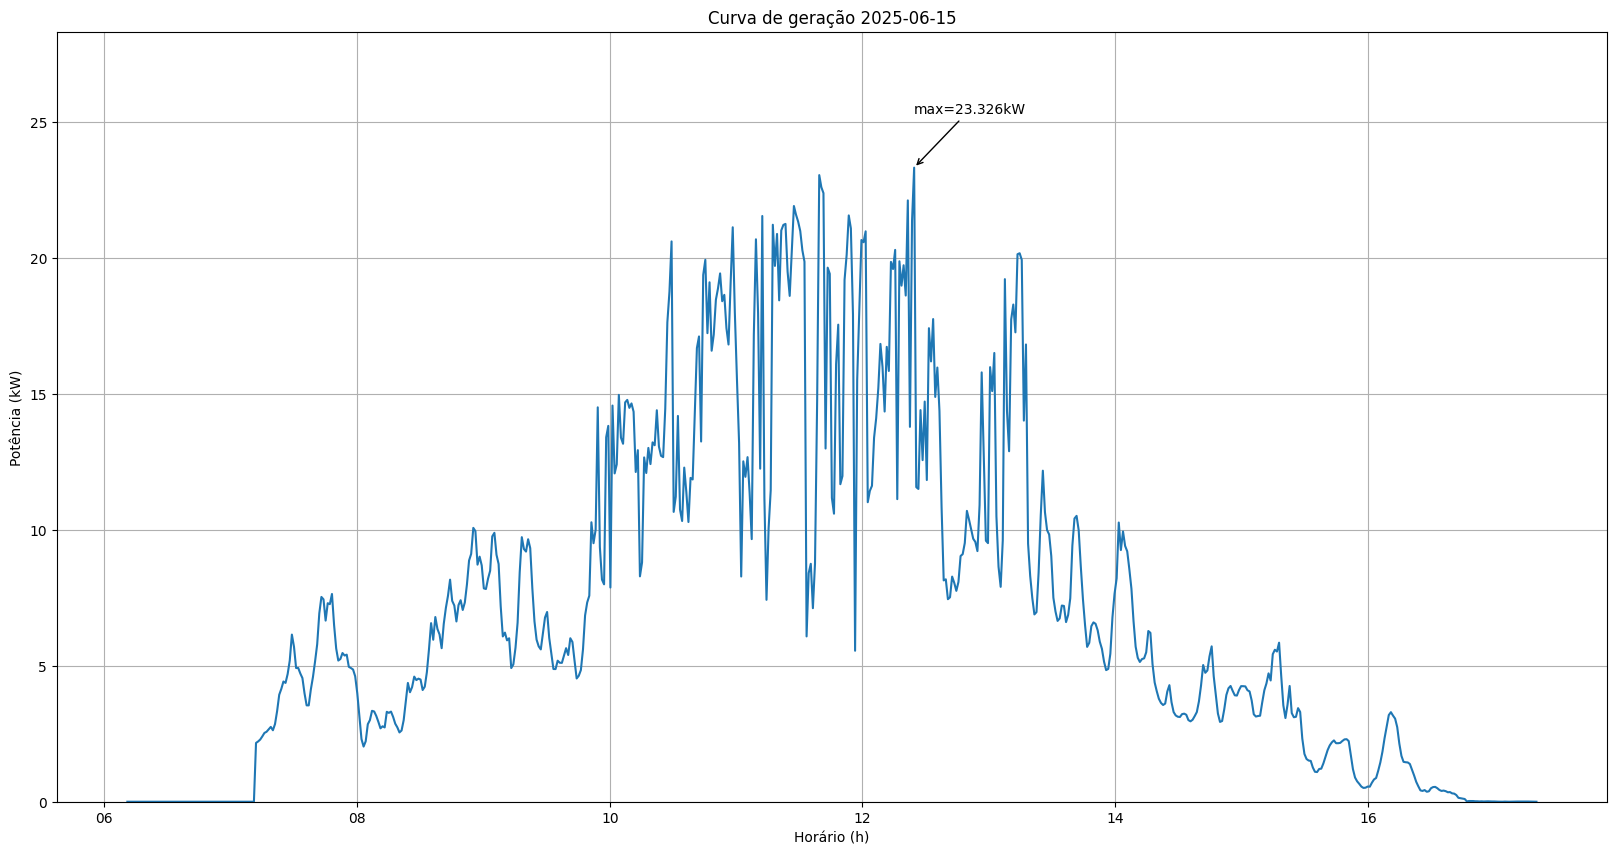 Curva de geração 2025-06-15
max=23.326kW
Potência (kW)
25
20
15
10
5
0
06 08 10 12 14 16
Horário (h)